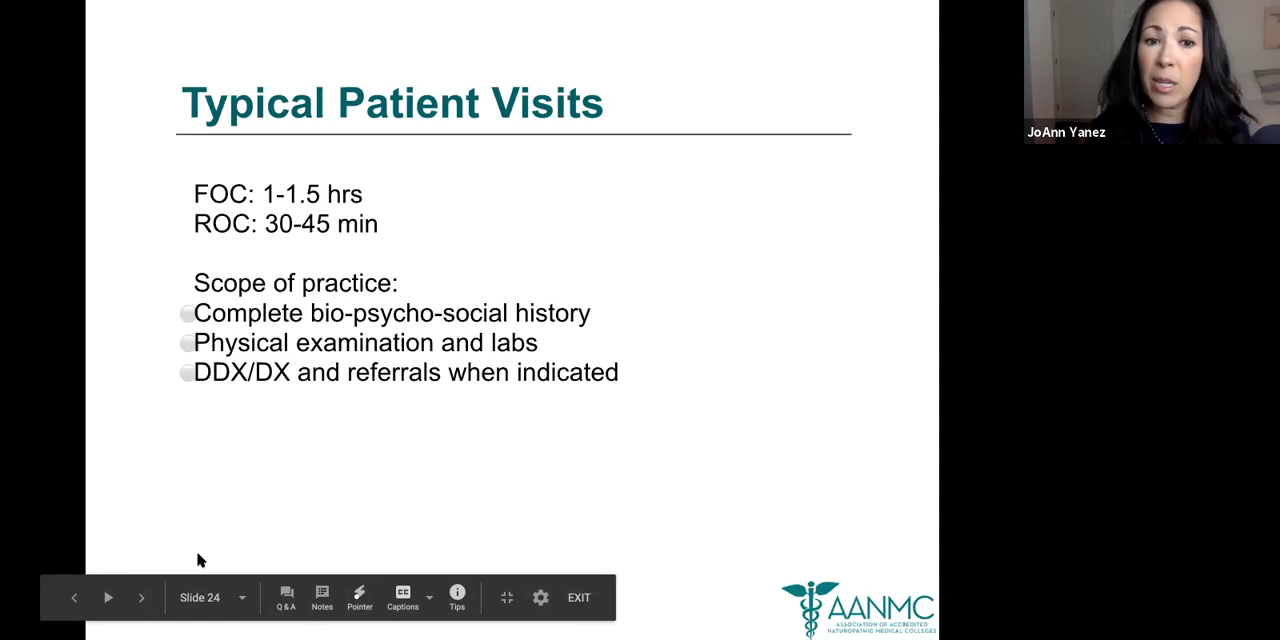 Typical Patient Visits
FOC: 1-1.5 hrs
ROC: 30-45 min
Scope of practice:
Complete bio-psycho-social history
Physical examination and labs
DDX/DX and referrals when indicated
JoAnn Yanez
Slide 24
Q & A
Notes
Pointer
CC
Captions
Tips
EXIT
AANMC
ASSOCIATION OF ACCREDITED
NATUROPATHIC MEDICAL COLLEGES